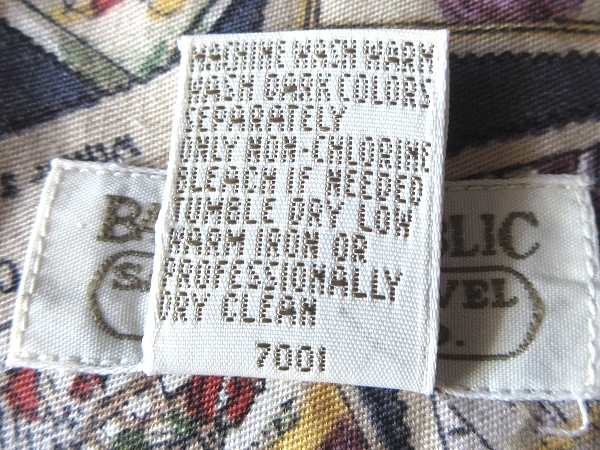 MACHINE WASH WARM
WASH DARK COLORS
SEPARATELY
ONLY NON-CHLORINE
BLEACH IF NEEDED
TUMBLE DRY LOW
WARM IRON OR
PROFESSIONALLY
DRY CLEAN
7001